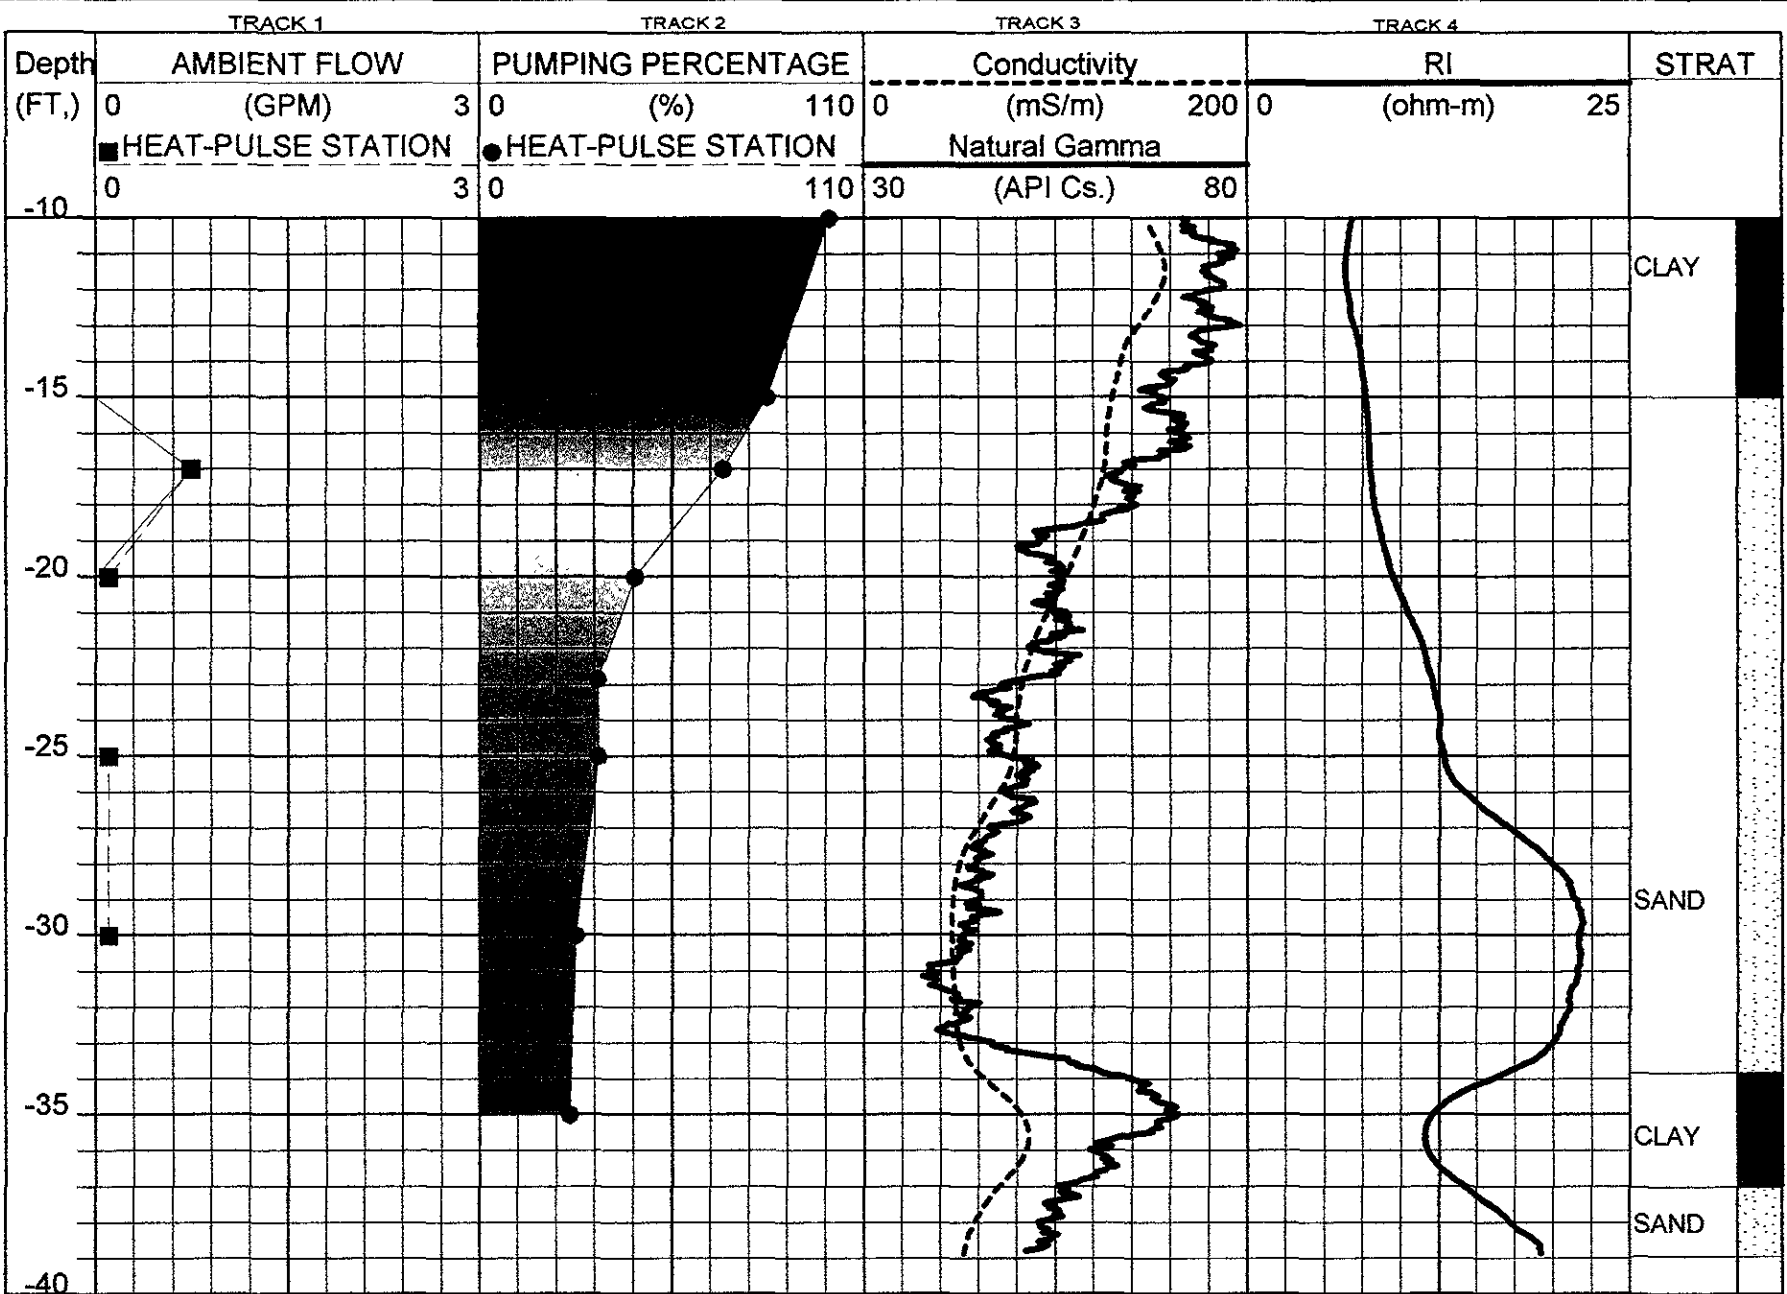 TRACK 1 TRACK 2 TRACK 3 TRACK 4
Depth AMBIENT FLOW PUMPING PERCENTAGE Conductivity RI STRAT
(FT,) 0 (GPM) 3 0 (%) 110 0 (mS/m) 200 0 (ohm-m) 25
HEAT-PULSE STATION HEAT-PULSE STATION Natural Gamma
0 3 0 110 30 (API Cs.) 80
-10
CLAY
-15
-20
-25
SAND
-30
-35
CLAY
SAND
-40